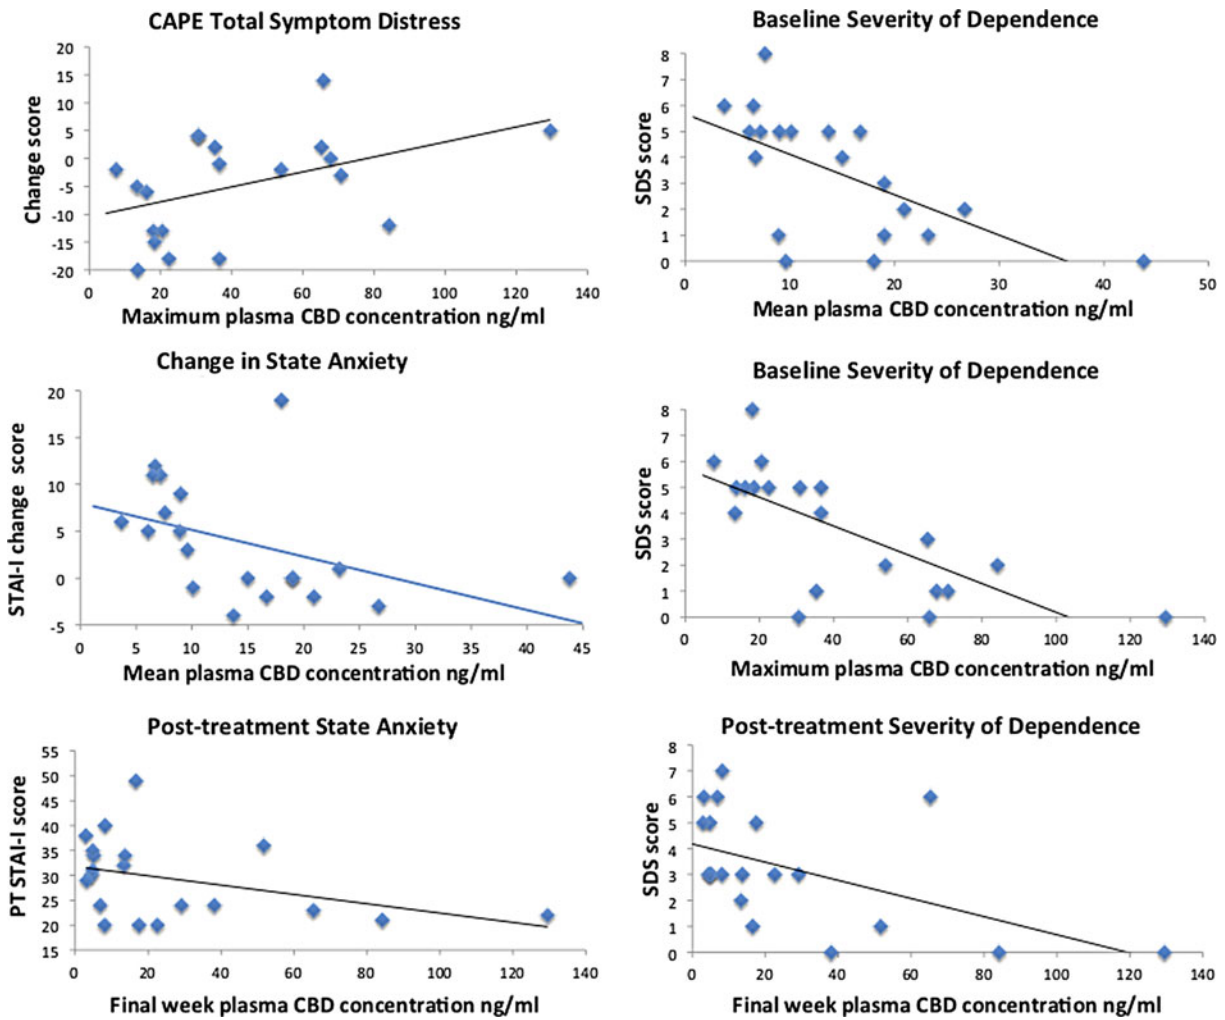 CAPE Total Symptom Distress
20
15
10
5
0
-5
-10
-15
-20
Change score
0 20 40 60 80 100 120 140
Maximum plasma CBD concentration ng/ml
Baseline Severity of Dependence
8
7
6
5
4
3
2
1
0
SDS score
0 10 20 30 40 50
Mean plasma CBD concentration ng/ml
Change in State Anxiety
20
15
10
5
0
-5
STAI-I change score
0 5 10 15 20 25 30 35 40 45
Mean plasma CBD concentration ng/ml
Baseline Severity of Dependence
8
7
6
5
4
3
2
1
0
SDS score
0 20 40 60 80 100 120 140
Maximum plasma CBD concentration ng/ml
Post-treatment State Anxiety
55
50
45
40
35
30
25
20
15
PT STAI-I score
0 20 40 60 80 100 120 140
Final week plasma CBD concentration ng/ml
Post-treatment Severity of Dependence
8
7
6
5
4
3
2
1
0
SDS score
0 20 40 60 80 100 120 140
Final week plasma CBD concentration ng/ml